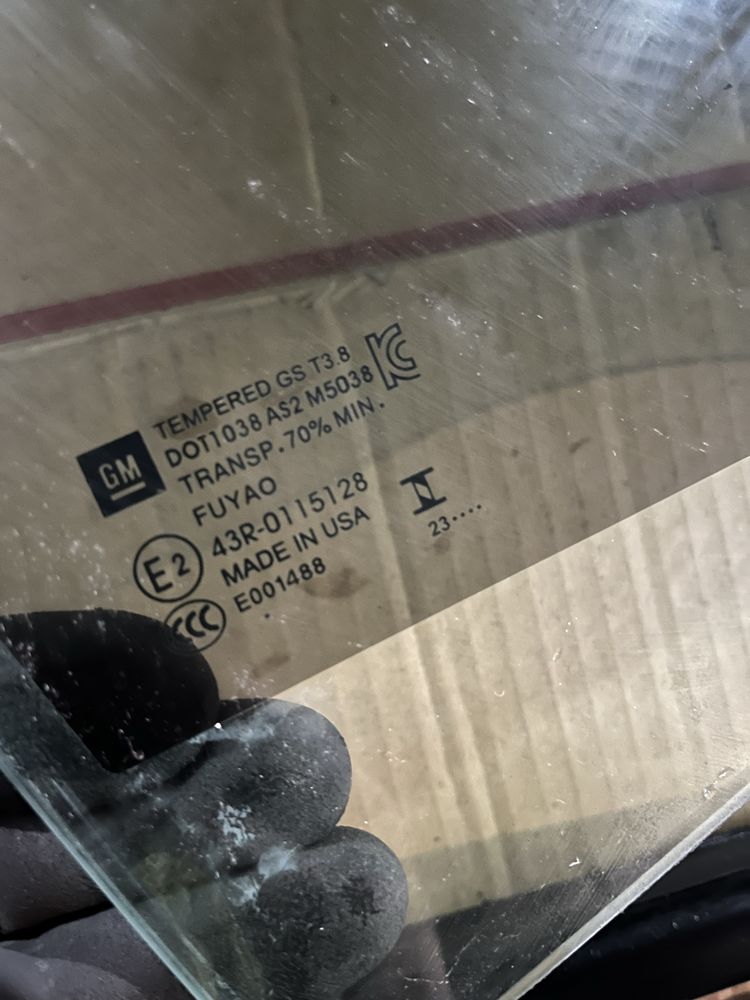 GM
TEMPERED GS T3.8
DOT1038 AS2 M5038
TRANSP.70% MIN.
FUYAO
E2
43R-0115128
MADE IN USA
CCC
E001488
KC
23····